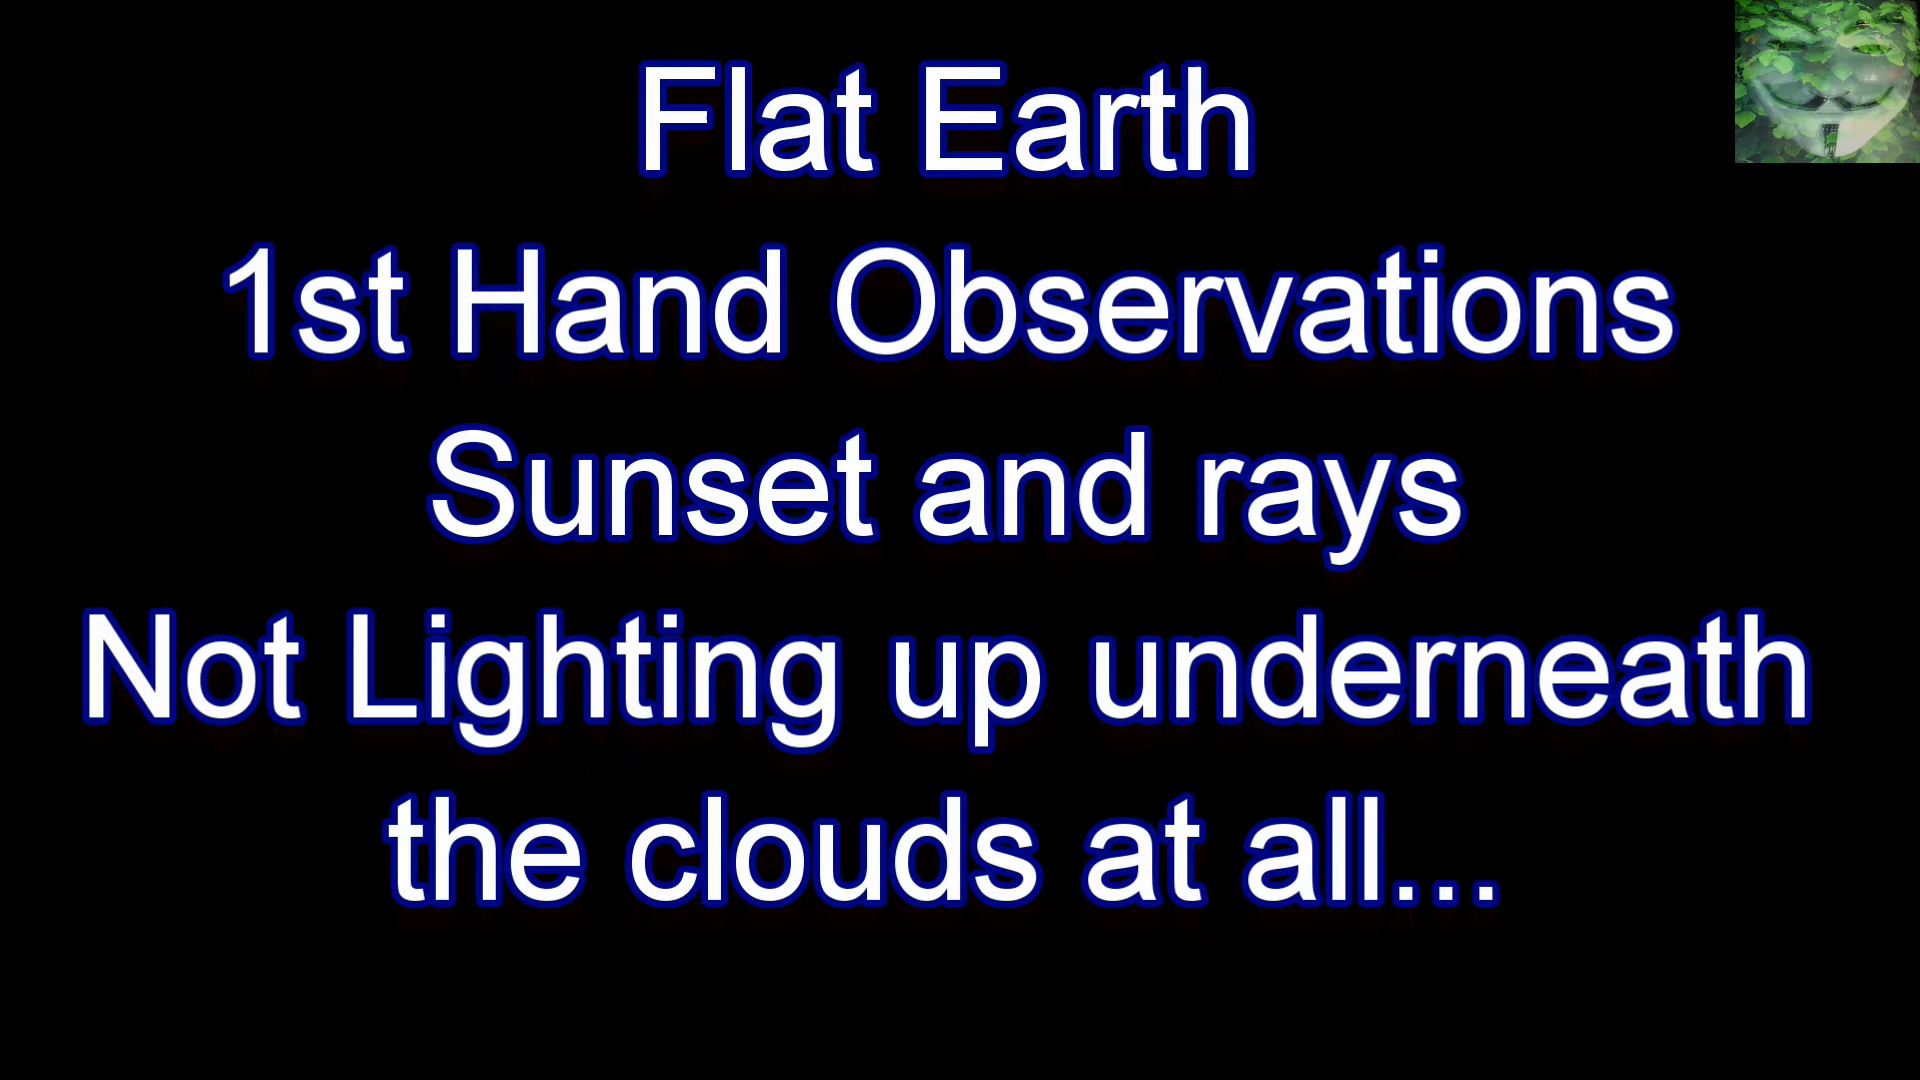 Flat Earth
1st Hand Observations
Sunset and rays
Not Lighting up underneath
the clouds at all...